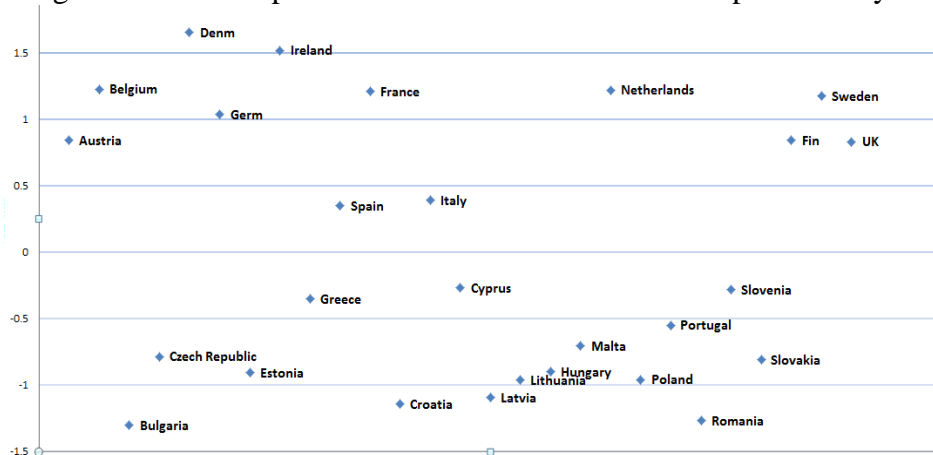 Denm
Ireland
1.5
Belgium
France
Netherlands
Sweden
Germ
1
Austria
Fin
UK
0.5
Spain
Italy
0
Cyprus
Slovenia
Greece
-0.5
Portugal
Malta
Czech Republic
Slovakia
Estonia
Hungary
Lithuania
Poland
-1
Latvia
Croatia
Romania
Bulgaria
-1.5